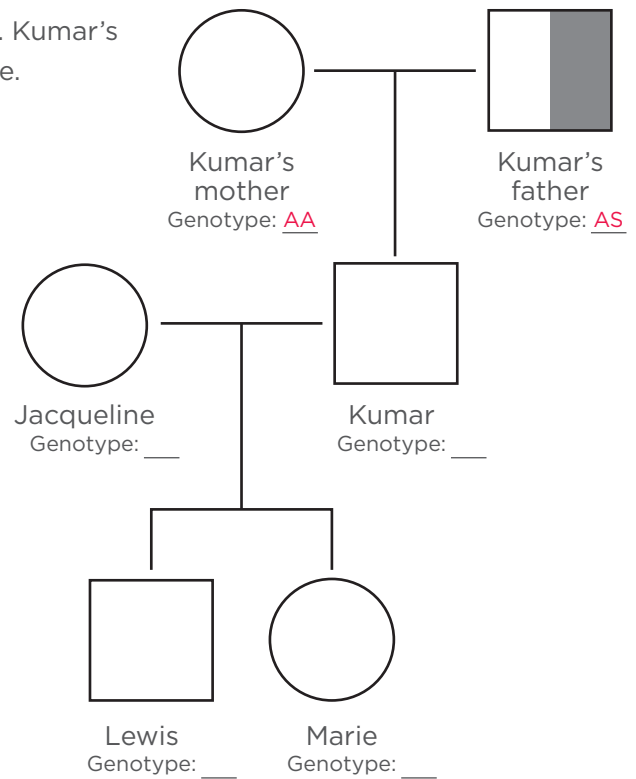 . Kumar's
e.
Kumar's
mother
Genotype: AA
Kumar's
father
Genotype: AS
Jacqueline
Genotype: ___
Kumar
Genotype: ___
Lewis
Genotype: ___
Marie
Genotype: ___